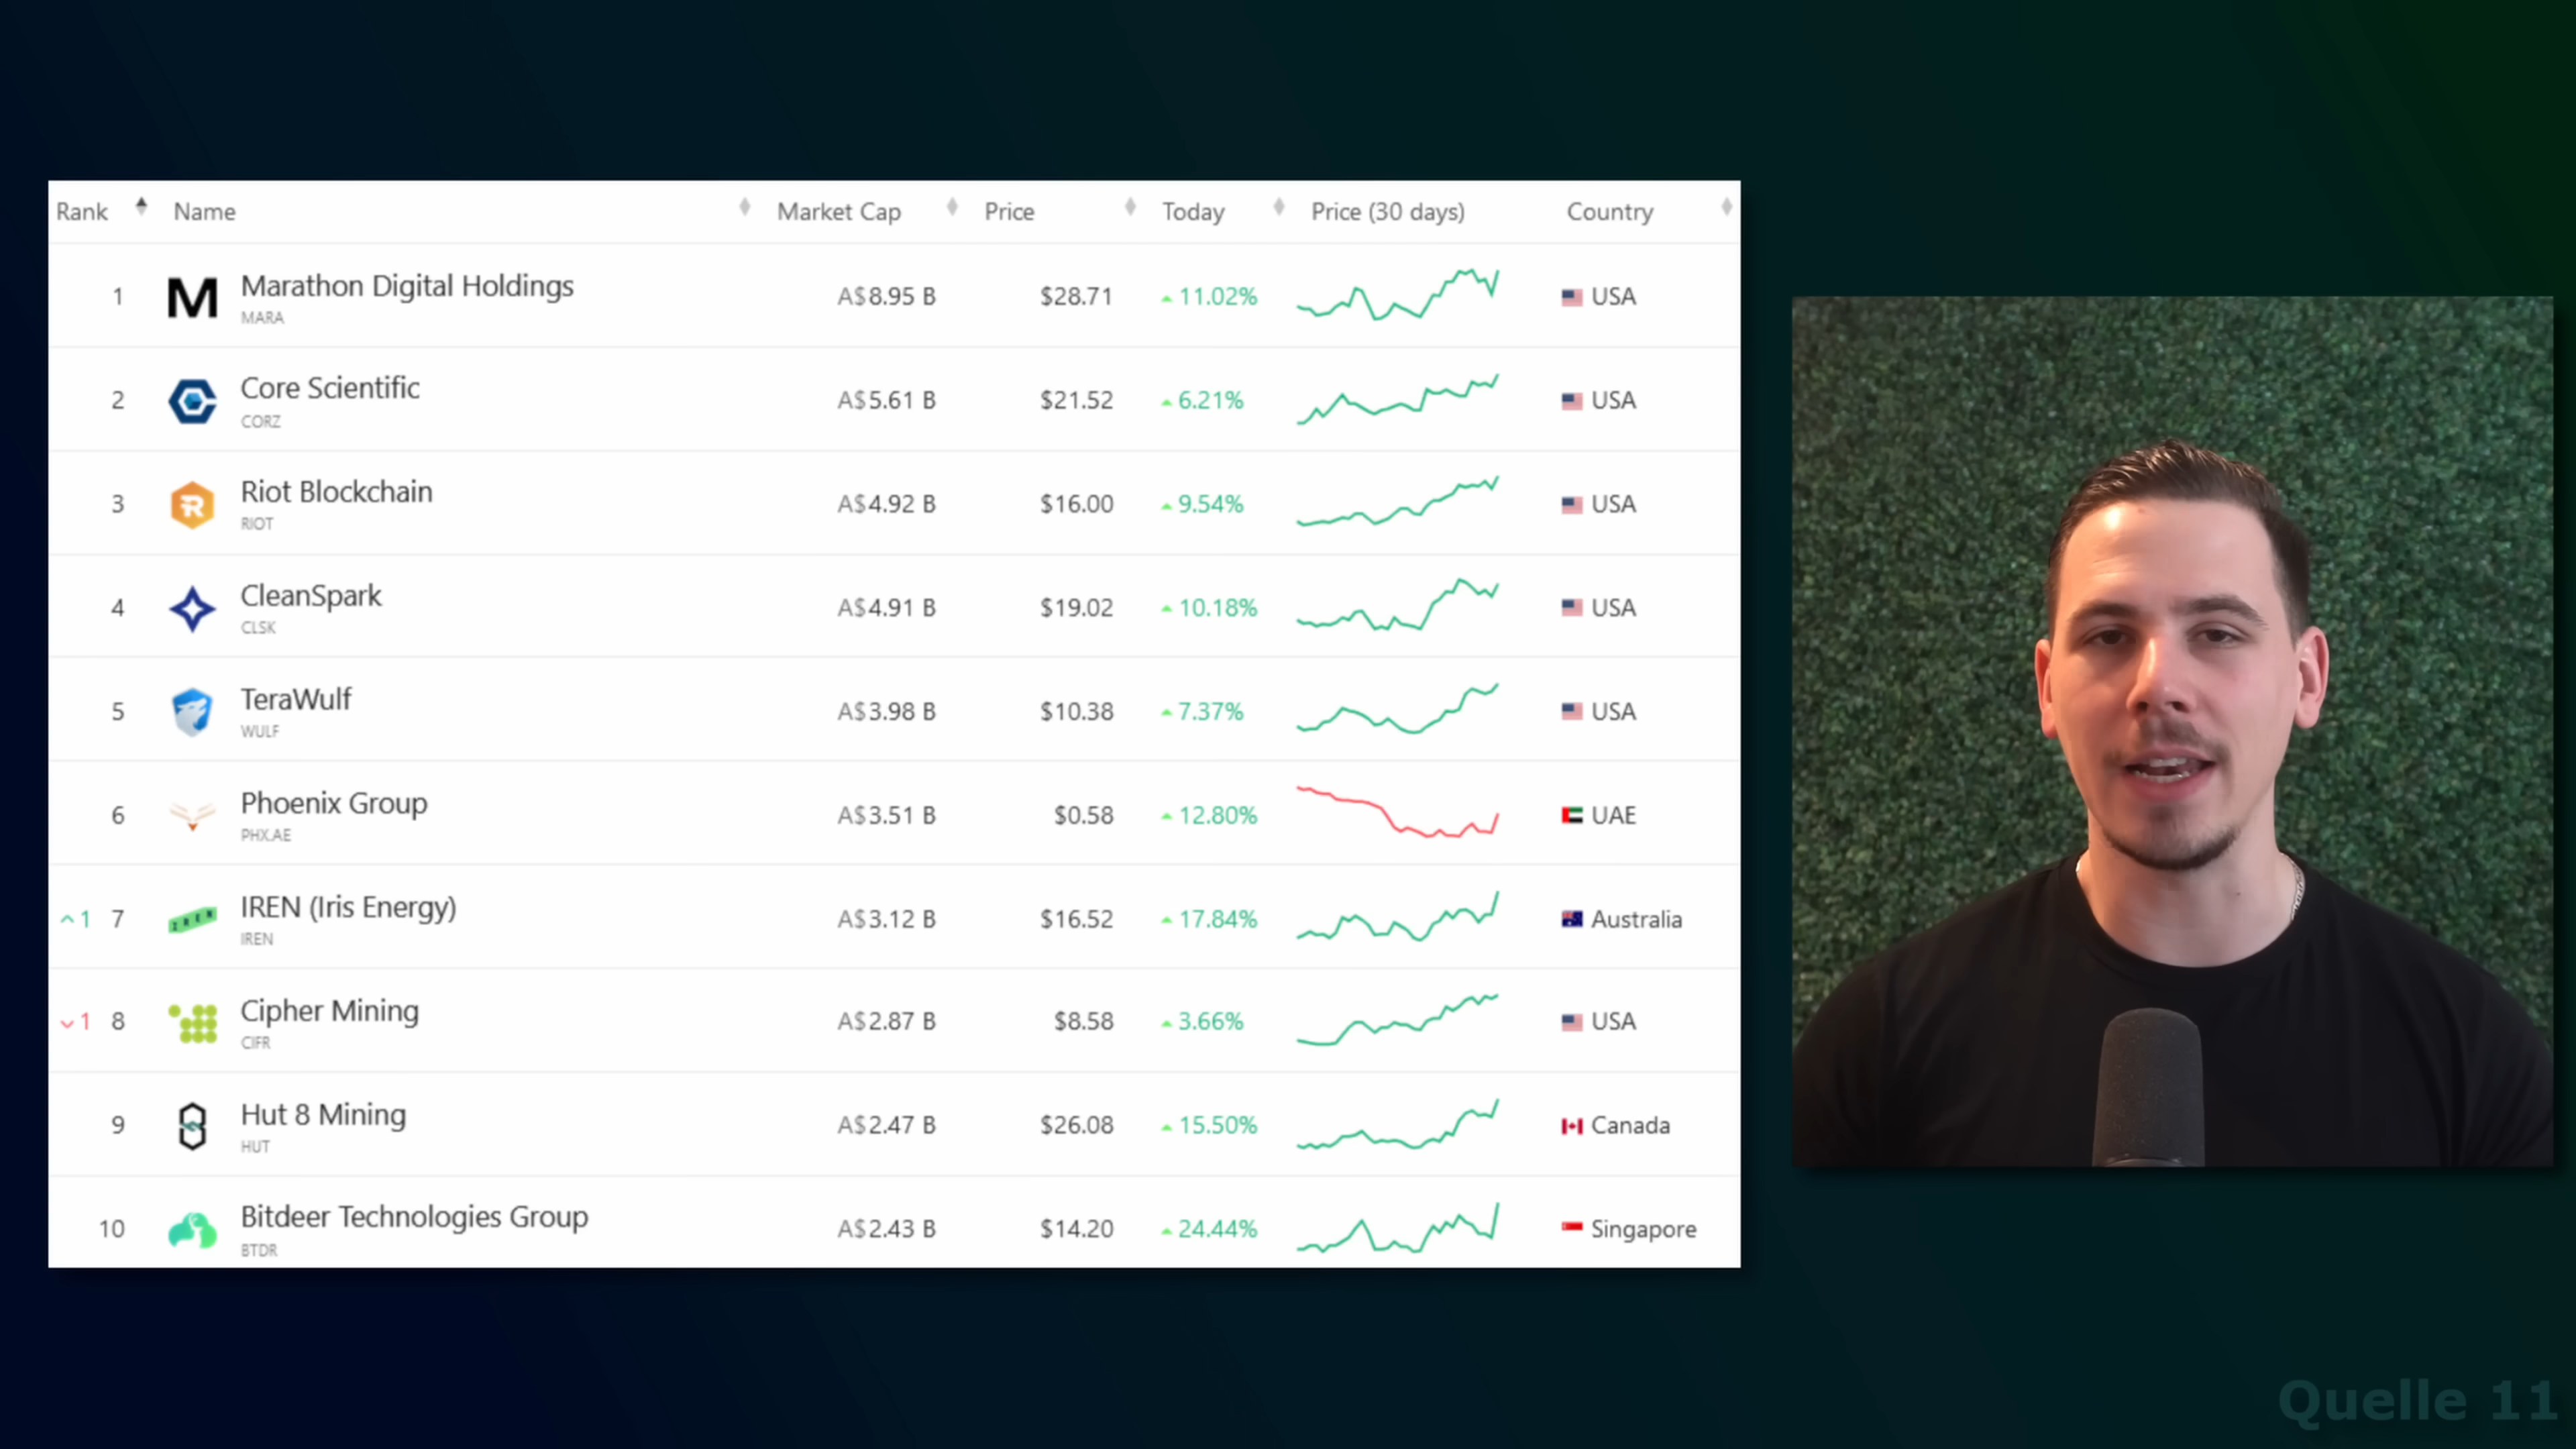 Rank Name Market Cap Price Today Price (30 days) Country
1 M Marathon Digital Holdings A$8.95 B $28.71 11.02% USA
MARA
2 Core Scientific A$5.61 B $21.52 6.21% USA
CORZ
3 R Riot Blockchain A$4.92 B $16.00 9.54% USA
RIOT
4 CleanSpark A$4.91 B $19.02 10.18% USA
CLSK
5 TeraWulf A$3.98 B $10.38 7.37% USA
WULF
6 Phoenix Group A$3.51 B $0.58 12.80% UAE
PHX.AE
1 7 IREN IREN (Iris Energy) A$3.12 B $16.52 17.84% Australia
IREN
1 8 Cipher Mining A$2.87 B $8.58 3.66% USA
CIFR
9 Hut 8 Mining A$2.47 B $26.08 15.50% Canada
HUT
10 Bitdeer Technologies Group A$2.43 B $14.20 24.44% Singapore
BTDR
Quelle 11